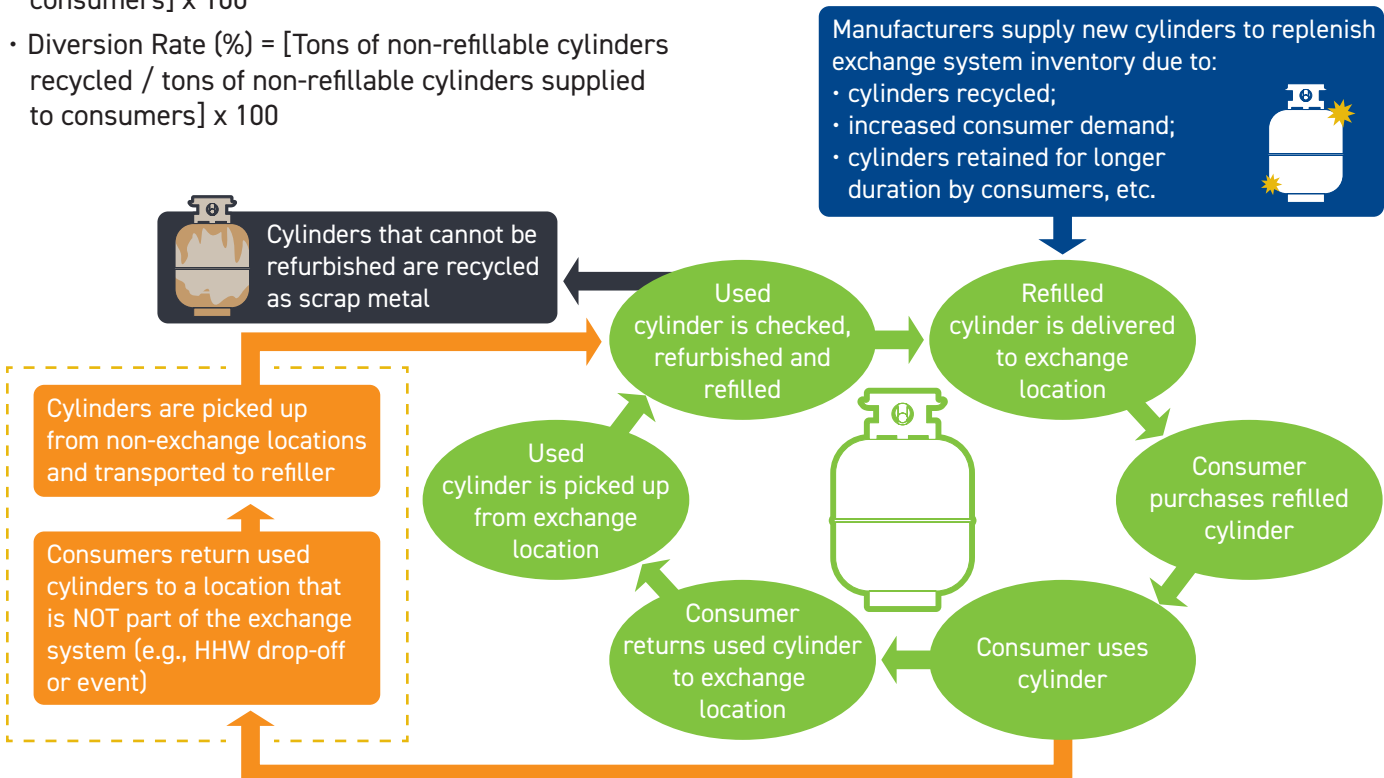 consumers] x 100
· Diversion Rate (%) = [Tons of non-refillable cylinders
recycled / tons of non-refillable cylinders supplied
to consumers] x 100
Manufacturers supply new cylinders to replenish
exchange system inventory due to:
· cylinders recycled;
· increased consumer demand;
· cylinders retained for longer
duration by consumers, etc.
Cylinders that cannot be
refurbished are recycled
as scrap metal
Used
cylinder is checked,
refurbished and
refilled
Refilled
cylinder is delivered
to exchange
location
Cylinders are picked up
from non-exchange locations
and transported to refiller
Used
cylinder is picked up
from exchange
location
Consumer
purchases refilled
cylinder
Consumers return used
cylinders to a location that
is NOT part of the exchange
system (e.g., HHW drop-off
or event)
Consumer
returns used cylinder
to exchange
location
Consumer uses
cylinder